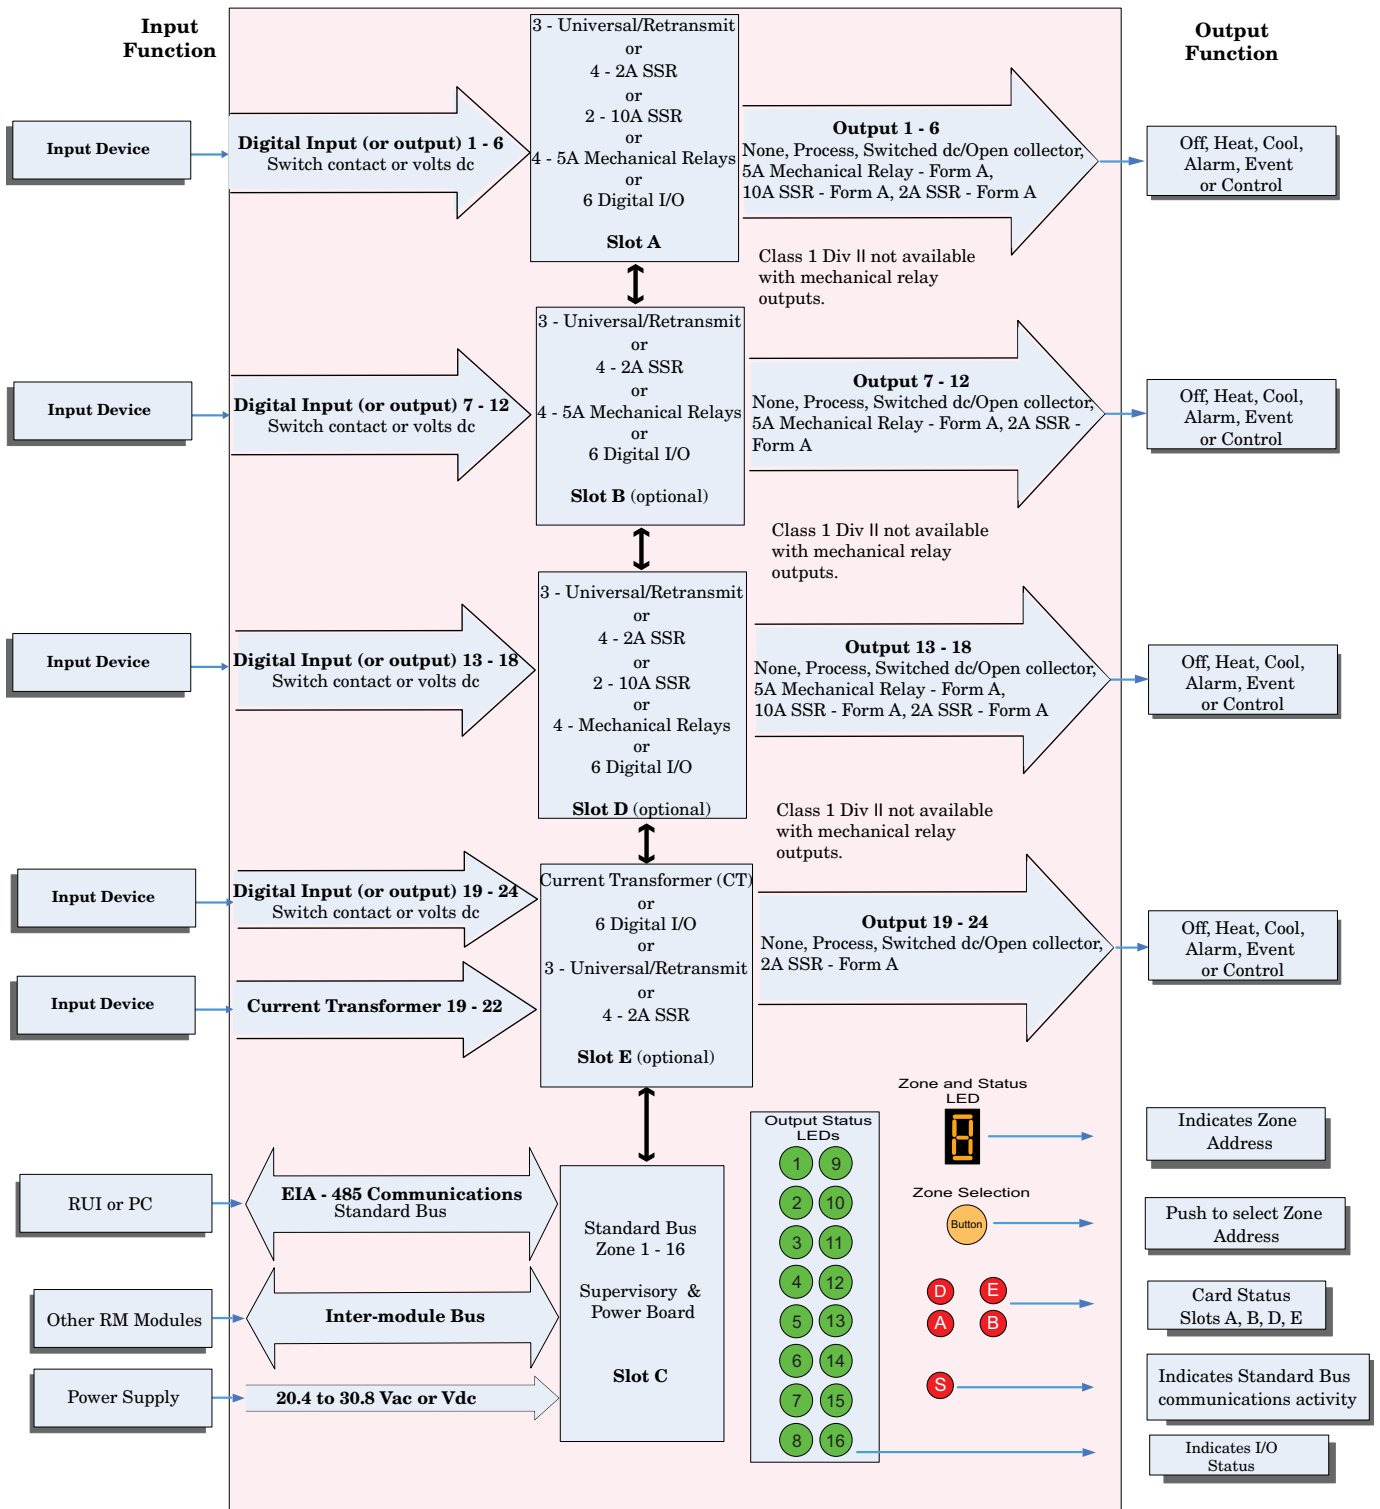 Input
Function
Output
Function
3 - Universal/Retransmit
or
4 - 2A SSR
or
2 - 10A SSR
or
4 - 5A Mechanical Relays
or
6 Digital I/O
Slot A
Input Device
Digital Input (or output) 1 - 6
Switch contact or volts dc
Output 1 - 6
None, Process, Switched dc/Open collector,
5A Mechanical Relay - Form A,
10A SSR - Form A, 2A SSR - Form A
Off, Heat, Cool,
Alarm, Event
or Control
Class 1 Div II not available
with mechanical relay
outputs.
3 - Universal/Retransmit
or
4 - 2A SSR
or
4 - 5A Mechanical Relays
or
6 Digital I/O
Slot B (optional)
Input Device
Digital Input (or output) 7 - 12
Switch contact or volts dc
Output 7 - 12
None, Process, Switched dc/Open collector,
5A Mechanical Relay - Form A, 2A SSR -
Form A
Off, Heat, Cool,
Alarm, Event
or Control
Class 1 Div II not available
with mechanical relay
outputs.
3 - Universal/Retransmit
or
4 - 2A SSR
or
2 - 10A SSR
or
4 - Mechanical Relays
or
6 Digital I/O
Slot D (optional)
Input Device
Digital Input (or output) 13 - 18
Switch contact or volts dc
Output 13 - 18
None, Process, Switched dc/Open collector,
5A Mechanical Relay - Form A,
10A SSR - Form A, 2A SSR - Form A
Off, Heat, Cool,
Alarm, Event
or Control
Class 1 Div II not available
with mechanical relay
outputs.
Input Device
Digital Input (or output) 19 - 24
Switch contact or volts dc
Input Device
Current Transformer 19 - 22
Current Transformer (CT)
or
6 Digital I/O
or
3 - Universal/Retransmit
or
4 - 2A SSR
Slot E (optional)
Output 19 - 24
None, Process, Switched dc/Open collector,
2A SSR - Form A
Off, Heat, Cool,
Alarm, Event
or Control
Zone and Status
LED
8
Indicates Zone
Address
Output Status
LEDs
1 9
2 10
3 11
4 12
5 13
6 14
7 15
8 16
Zone Selection
Button
Push to select Zone
Address
D E
A B
Card Status
Slots A, B, D, E
S
Indicates Standard Bus
communications activity
Indicates I/O
Status
RUI or PC
EIA - 485 Communications
Standard Bus
Other RM Modules
Inter-module Bus
Power Supply
20.4 to 30.8 Vac or Vdc
Standard Bus
Zone 1 - 16
Supervisory &
Power Board
Slot C